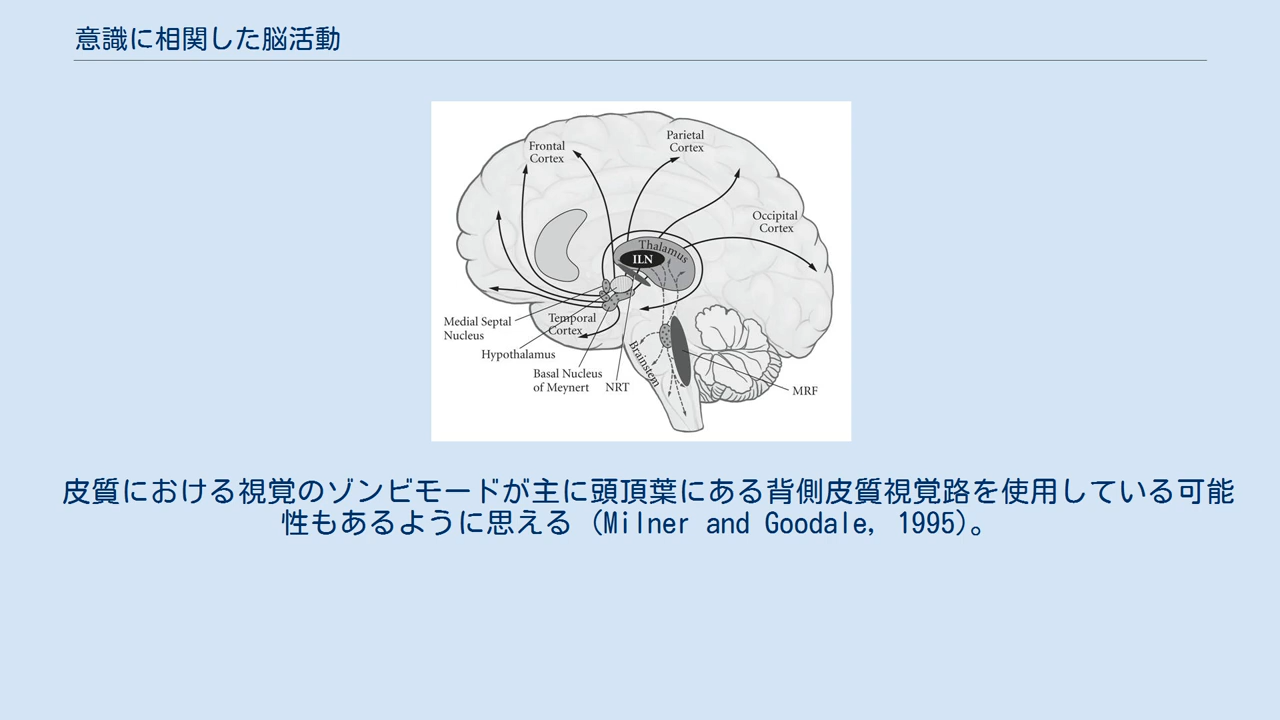 意識に相関した脳活動
Frontal
Cortex
Parietal
Cortex
Occipital
Cortex
Thalamus
ILN
Medial Septal
Nucleus
Temporal
Cortex
Hypothalamus
Basal Nucleus
of Meynert
NRT
Brainstem
MRF
皮質における視覚のゾンビモードが主に頭頂葉にある背側皮質視覚路を使用している可能
性もあるように思える (Milner and Goodale, 1995)。